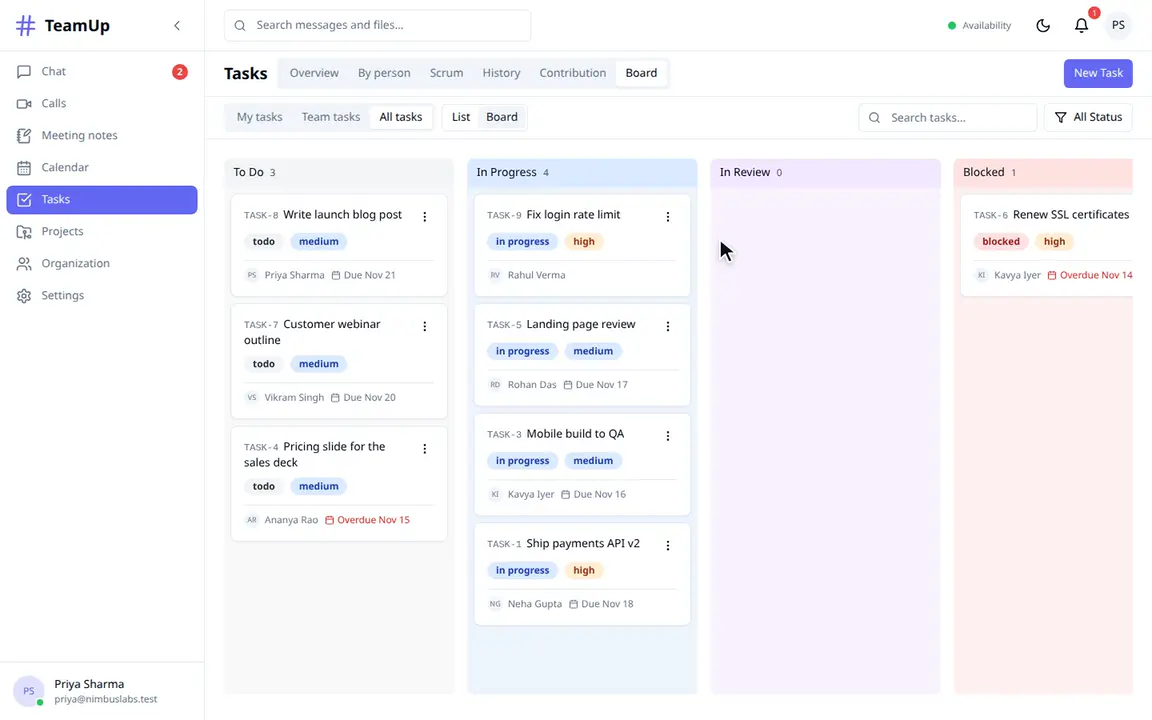 TeamUp
Search messages and files...
Availability
1
PS
Chat
2
Calls
Meeting notes
Calendar
Tasks
Projects
Organization
Settings
Priya Sharma
priya@nimbuslabs.test
PS
Tasks
Overview
By person
Scrum
History
Contribution
Board
New Task
My tasks
Team tasks
All tasks
List
Board
Search tasks...
All Status
To Do 3
TASK-8 Write launch blog post
todo
medium
PS Priya Sharma Due Nov 21
TASK-7 Customer webinar
outline
todo
medium
VS Vikram Singh Due Nov 20
TASK-4 Pricing slide for the
sales deck
todo
medium
AR Ananya Rao Overdue Nov 15
In Progress 4
TASK-9 Fix login rate limit
in progress
high
RV Rahul Verma
TASK-5 Landing page review
in progress
medium
RD Rohan Das Due Nov 17
TASK-3 Mobile build to QA
in progress
medium
KI Kavya Iyer Due Nov 16
TASK-1 Ship payments API v2
in progress
high
NG Neha Gupta Due Nov 18
In Review 0
Blocked 1
TASK-6 Renew SSL certificates
blocked
high
KI Kavya Iyer Overdue Nov 14